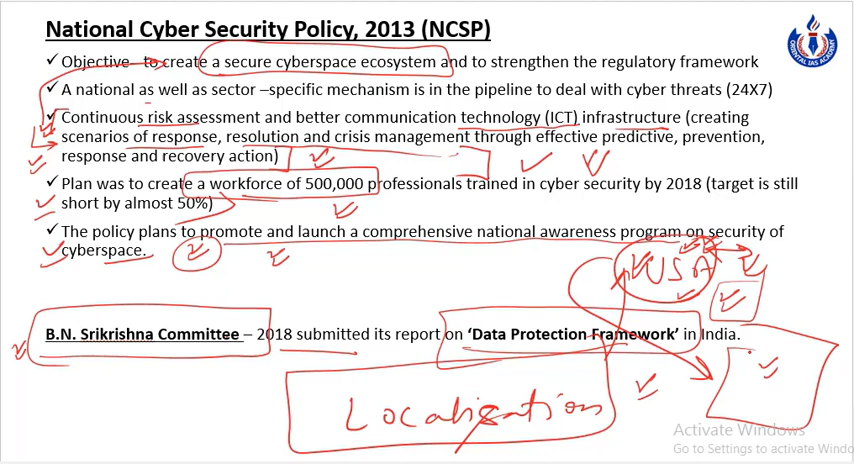 National Cyber Security Policy, 2013 (NCSP)
ORIENTAL IAS ACADEMY
✓ Objective- to create a secure cyberspace ecosystem and to strengthen the regulatory framework
✓ A national as well as sector –specific mechanism is in the pipeline to deal with cyber threats (24X7)
✓ Continuous risk assessment and better communication technology (ICT) infrastructure (creating
scenarios of response, resolution and crisis management through effective predictive, prevention,
response and recovery action)
✓ Plan was to create a workforce of 500,000 professionals trained in cyber security by 2018 (target is still
short by almost 50%)
✓ The policy plans to promote and launch a comprehensive national awareness program on security of
cyberspace.
USA
B.N. Srikrishna Committee – 2018 submitted its report on ‘Data Protection Framework’ in India.
Localisation
Activate Windows
Go to Settings to activate Windo